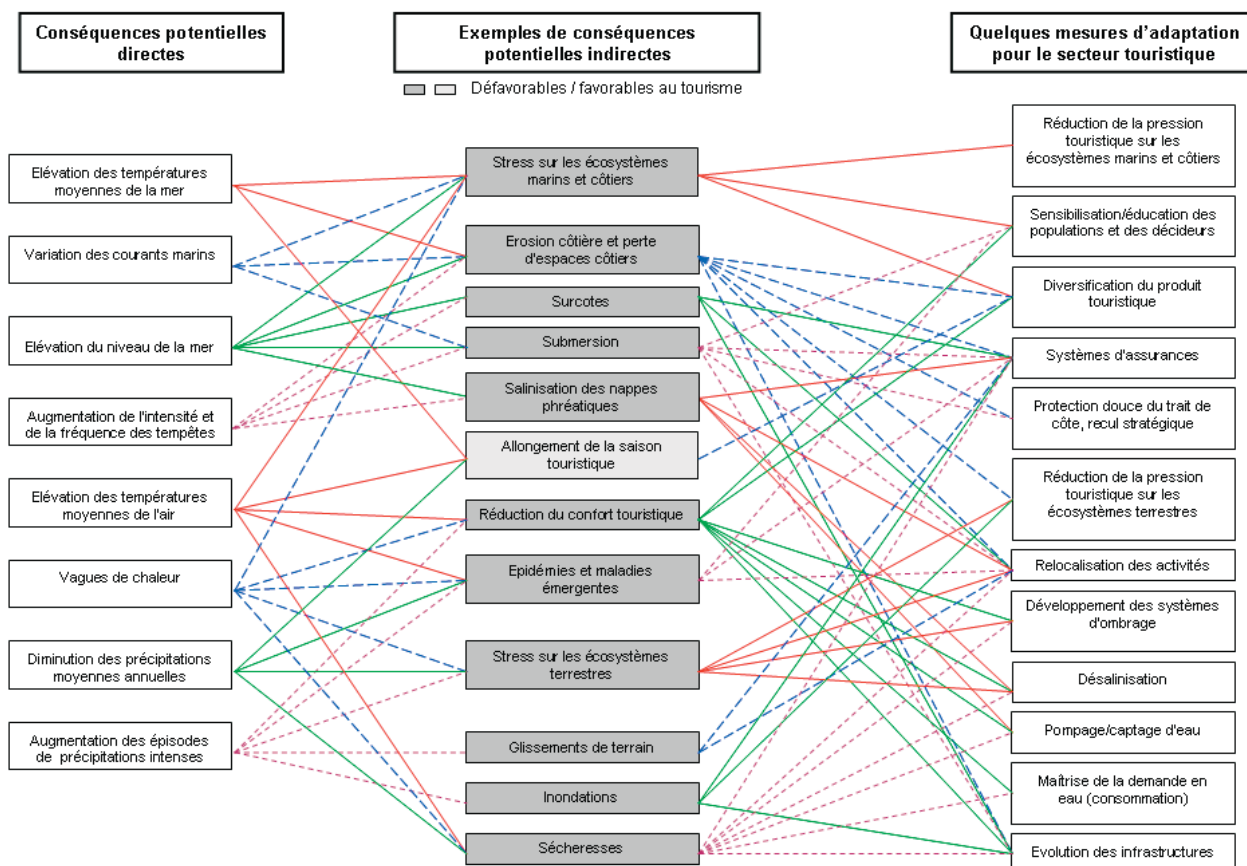 Conséquences potentielles
directes
Exemples de conséquences
potentielles indirectes
Quelques mesures d'adaptation
pour le secteur touristique
Défavorables / favorables au tourisme
Elévation des températures
moyennes de la mer
Variation des courants marins
Elévation du niveau de la mer
Augmentation de l'intensité et
de la fréquence des tempêtes
Elévation des températures
moyennes de l'air
Vagues de chaleur
Diminution des précipitations
moyennes annuelles
Augmentation des épisodes
de précipitations intenses
Stress sur les écosystèmes
marins et côtiers
Erosion côtière et perte
d'espaces côtiers
Surcotes
Submersion
Salinisation des nappes
phréatiques
Allongement de la saison
touristique
Réduction du confort touristique
Epidémies et maladies
émergentes
Stress sur les écosystèmes
terrestres
Glissements de terrain
Inondations
Sécheresses
Réduction de la pression
touristique sur les
écosystèmes marins et côtiers
Sensibilisation/éducation des
populations et des décideurs
Diversification du produit
touristique
Systèmes d'assurances
Protection douce du trait de
côte, recul stratégique
Réduction de la pression
touristique sur les
écosystèmes terrestres
Relocalisation des activités
Développement des systèmes
d'ombrage
Désalinisation
Pompage/captage d'eau
Maîtrise de la demande en
eau (consommation)
Evolution des infrastructures